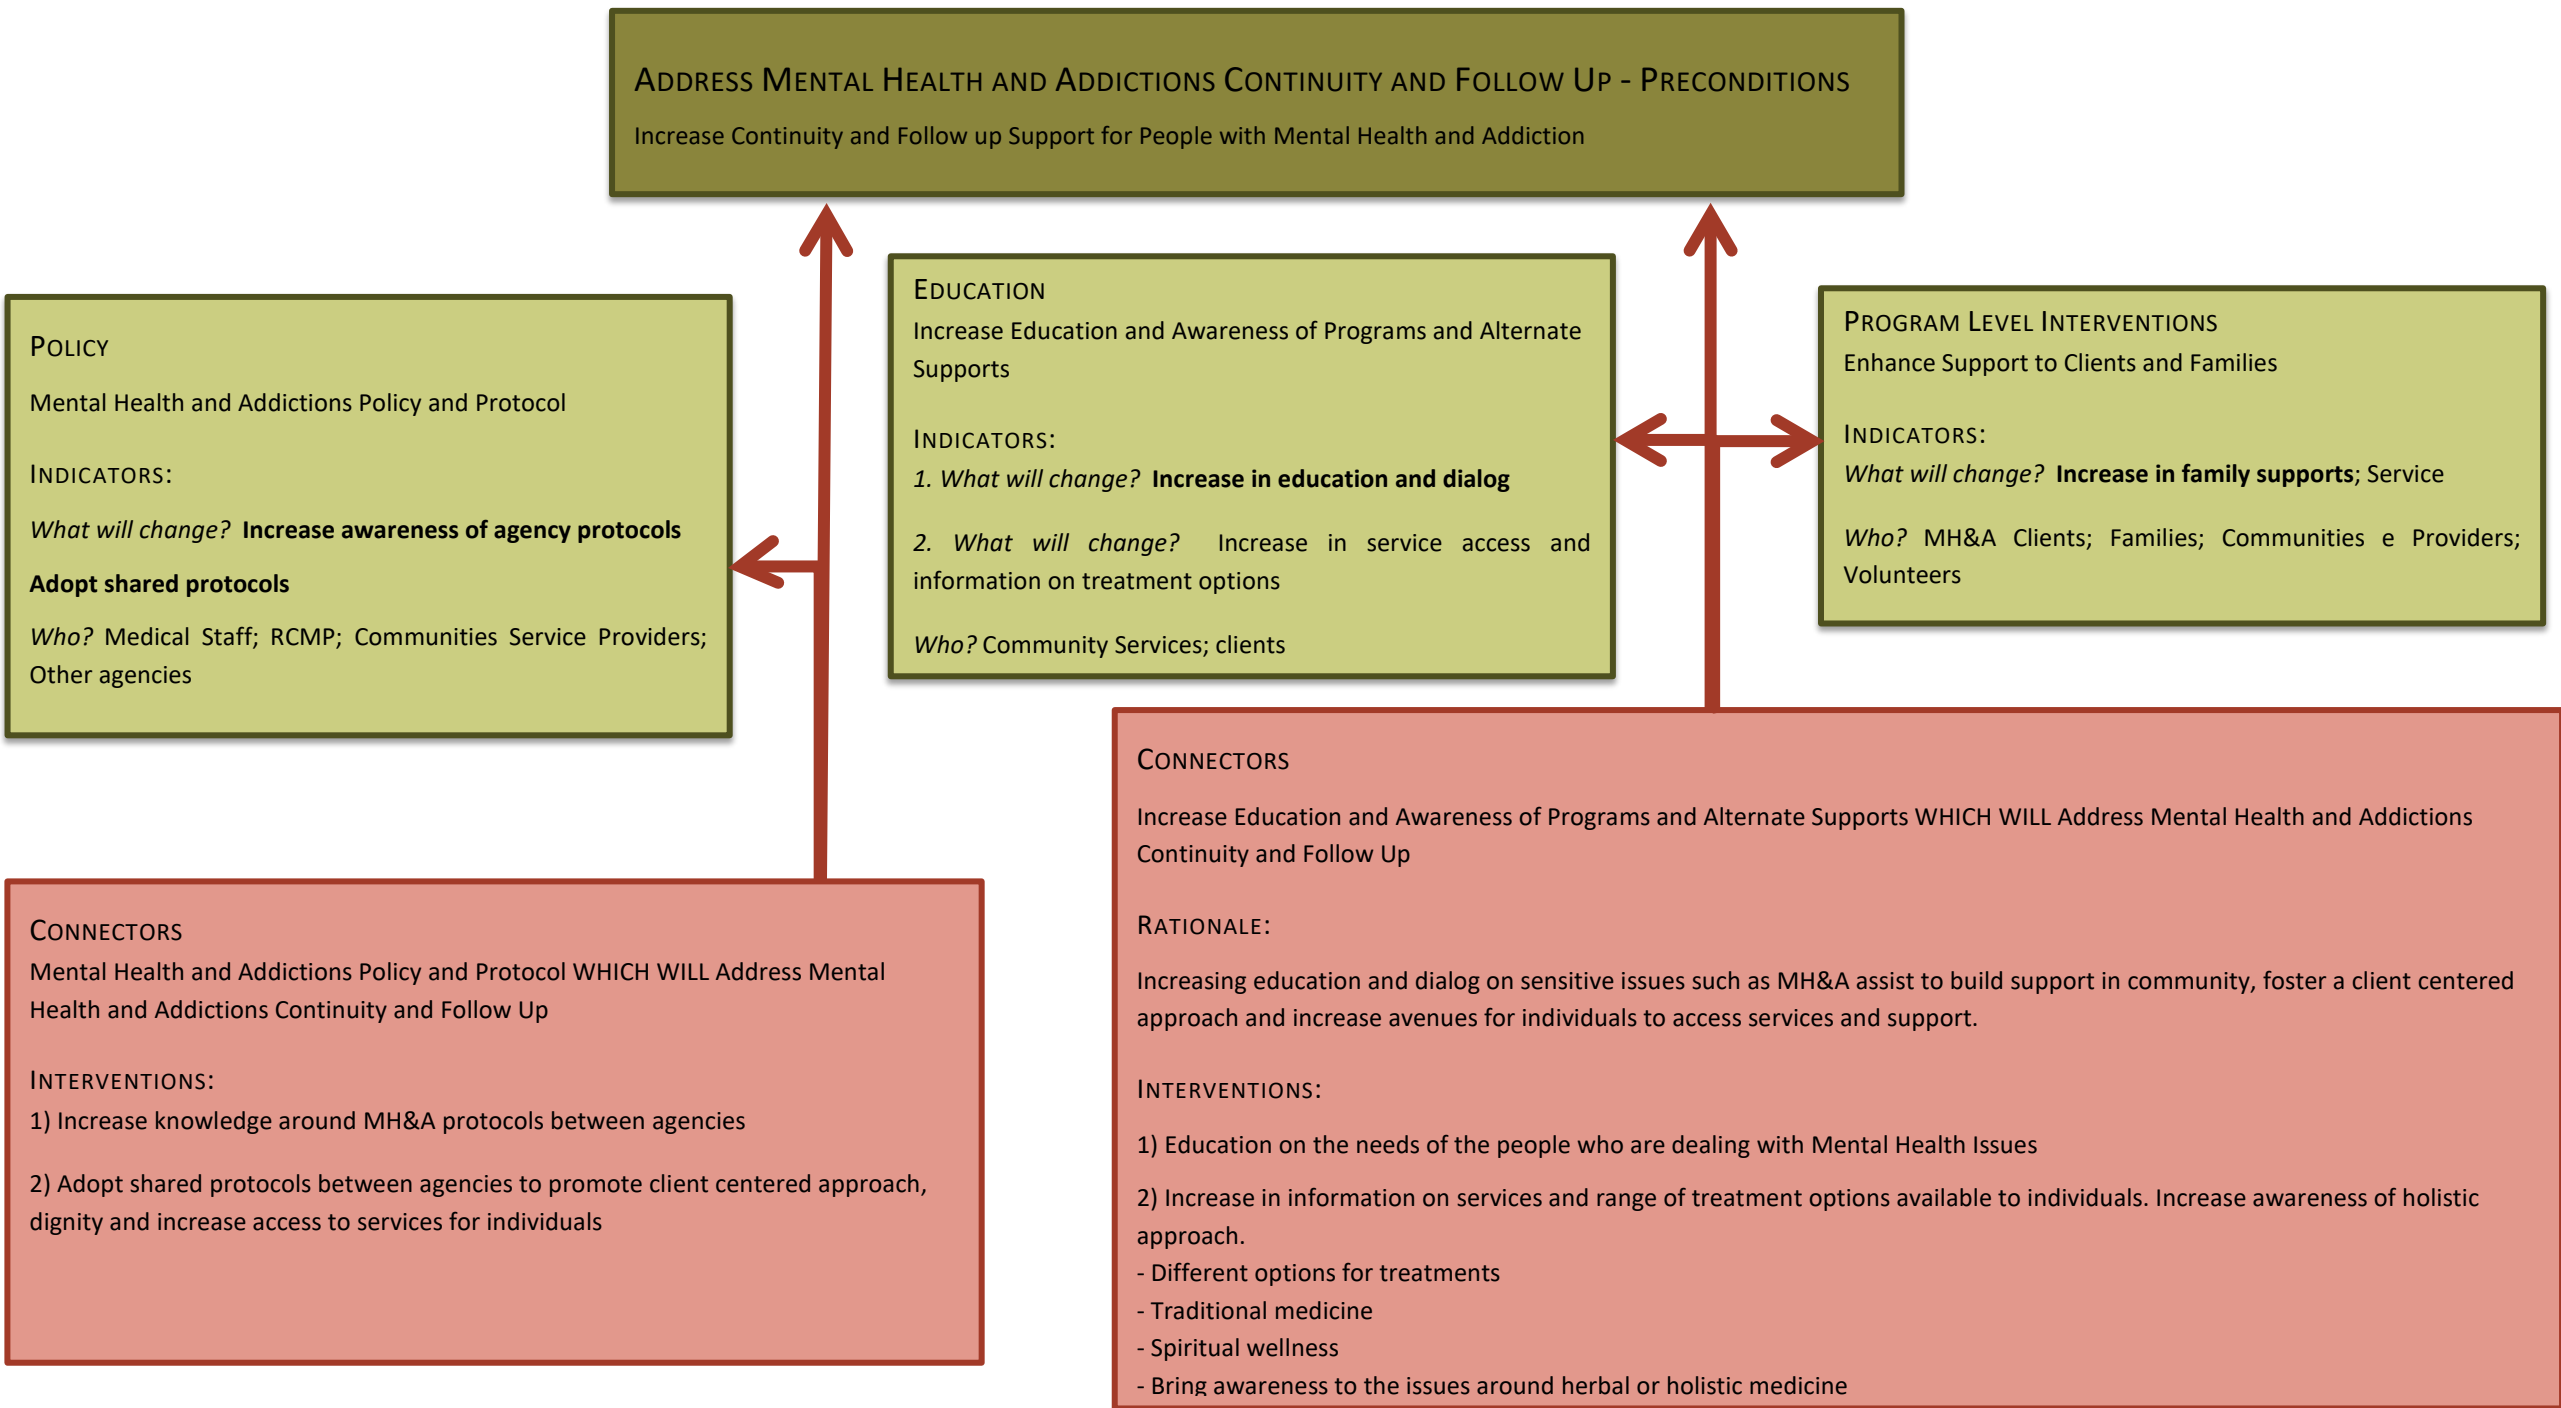 ADDRESS MENTAL HEALTH AND ADDICTIONS CONTINUITY AND FOLLOW UP - PRECONDITIONS
Increase Continuity and Follow up Support for People with Mental Health and Addiction
POLICY
Mental Health and Addictions Policy and Protocol
INDICATORS:
What will change? Increase awareness of agency protocols
Adopt shared protocols
Who? Medical Staff; RCMP; Communities Service Providers;
Other agencies
EDUCATION
Increase Education and Awareness of Programs and Alternate
Supports
INDICATORS:
1. What will change? Increase in education and dialog
2. What will change? Increase in service access and
information on treatment options
Who? Community Services; clients
PROGRAM LEVEL INTERVENTIONS
Enhance Support to Clients and Families
INDICATORS:
What will change? Increase in family supports; Service
Who? MH&A Clients; Families; Communities e Providers;
Volunteers
CONNECTORS
Mental Health and Addictions Policy and Protocol WHICH WILL Address Mental
Health and Addictions Continuity and Follow Up
INTERVENTIONS:
1) Increase knowledge around MH&A protocols between agencies
2) Adopt shared protocols between agencies to promote client centered approach,
dignity and increase access to services for individuals
CONNECTORS
Increase Education and Awareness of Programs and Alternate Supports WHICH WILL Address Mental Health and Addictions
Continuity and Follow Up
RATIONALE:
Increasing education and dialog on sensitive issues such as MH&A assist to build support in community, foster a client centered
approach and increase avenues for individuals to access services and support.
INTERVENTIONS:
1) Education on the needs of the people who are dealing with Mental Health Issues
2) Increase in information on services and range of treatment options available to individuals. Increase awareness of holistic
approach.
- Different options for treatments
- Traditional medicine
- Spiritual wellness
- Bring awareness to the issues around herbal or holistic medicine